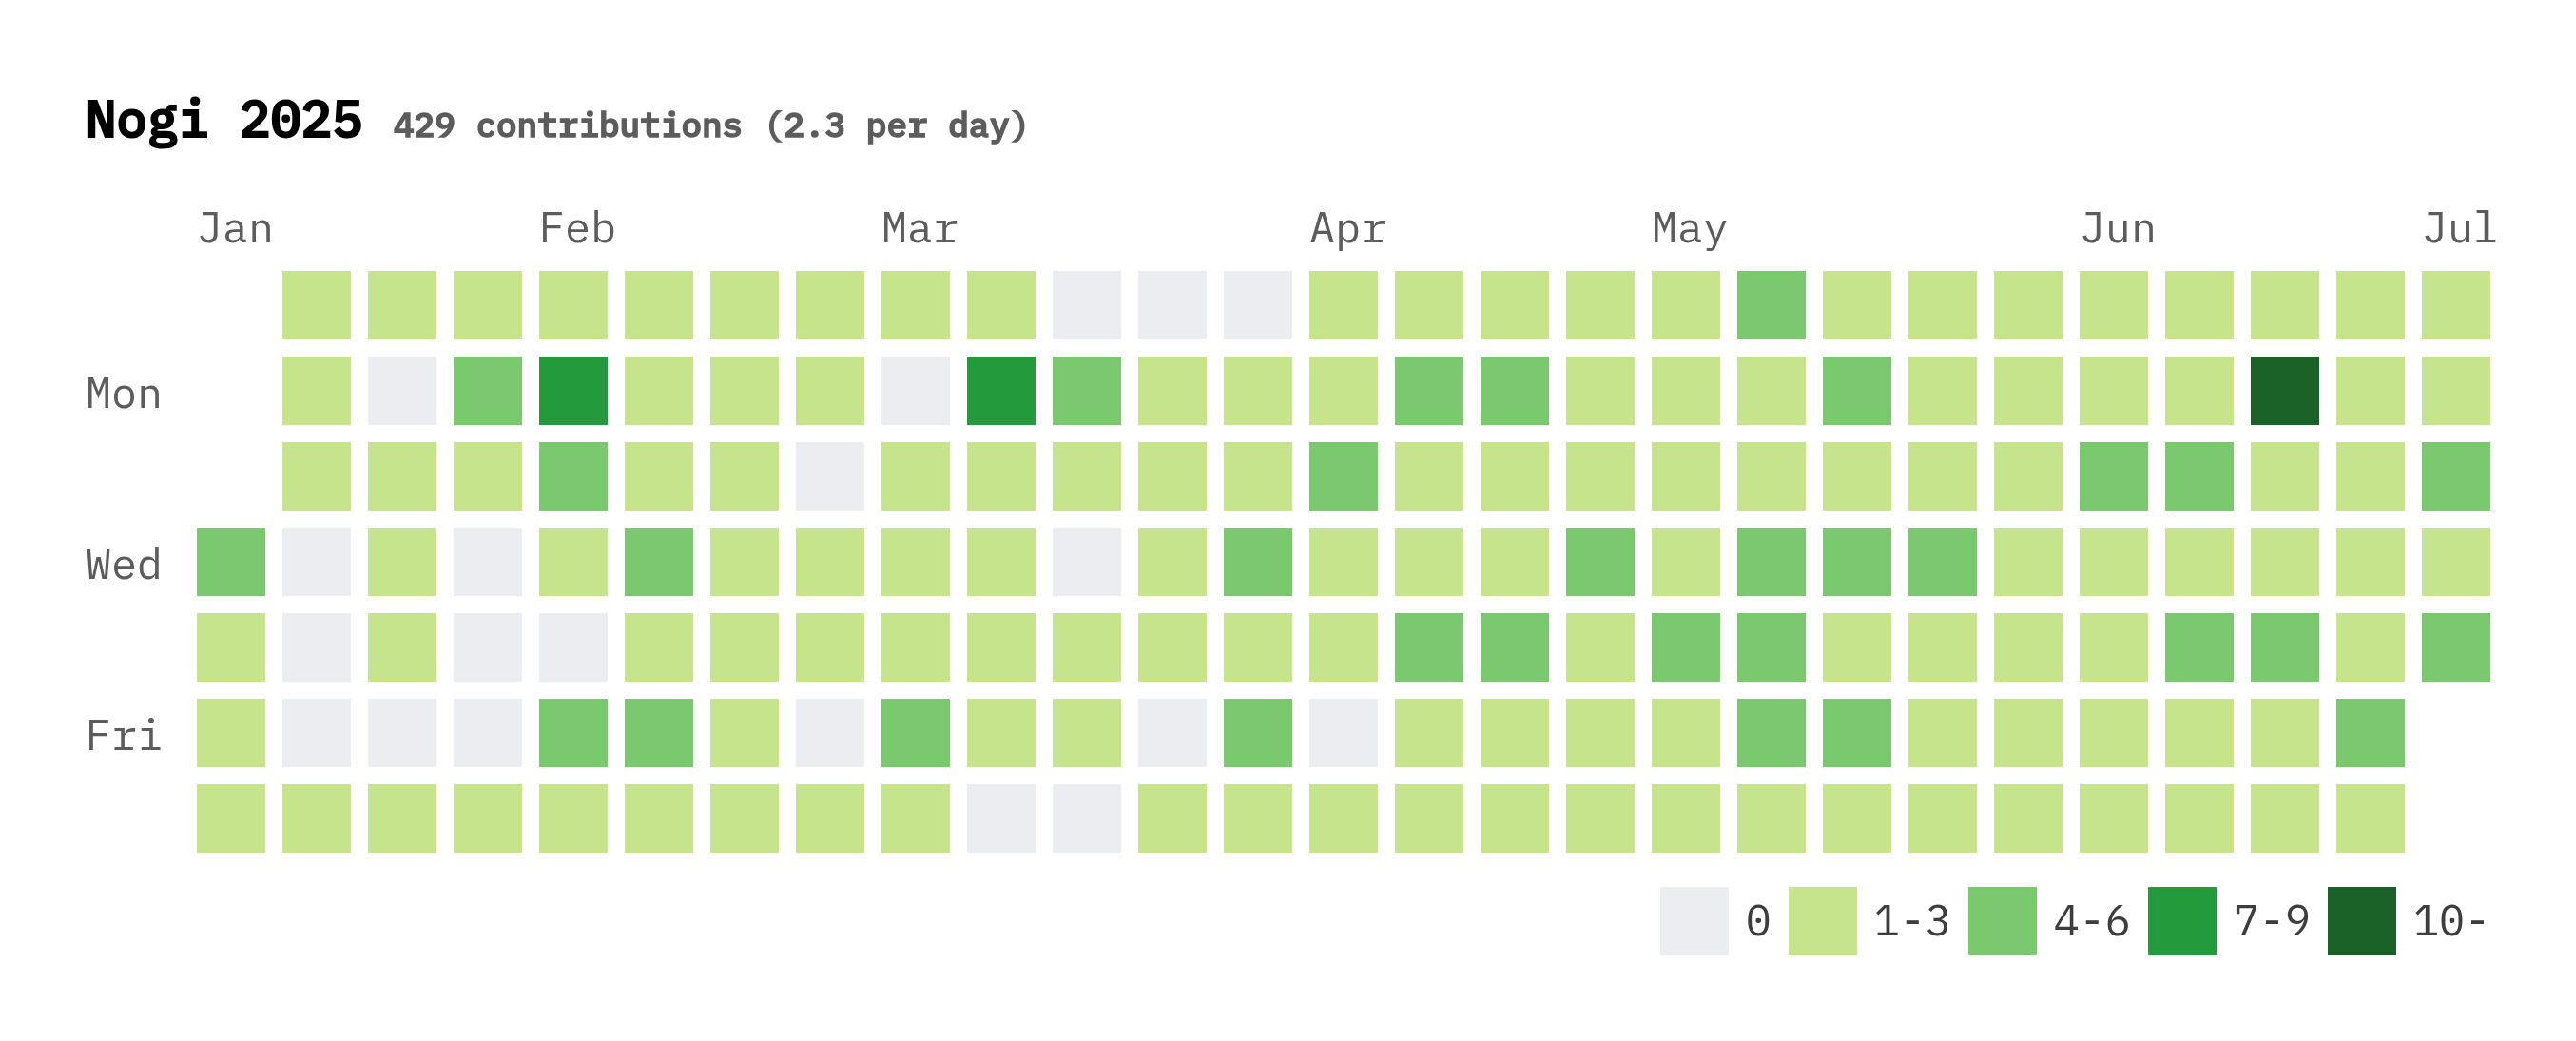 Nogi 2025 429 contributions (2.3 per day)
Jan Feb Mar Apr May Jun Jul
Mon
Wed
Fri
0 1-3 4-6 7-9 10-